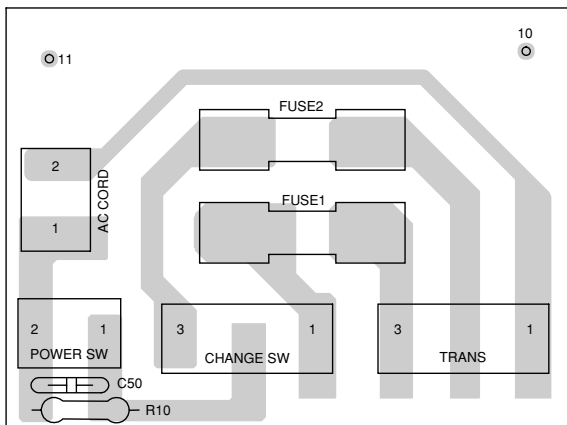 10
11
FUSE2
2
AC CORD
1
FUSE1
2
1
POWER SW
3
1
CHANGE SW
3
1
TRANS
C50
R10